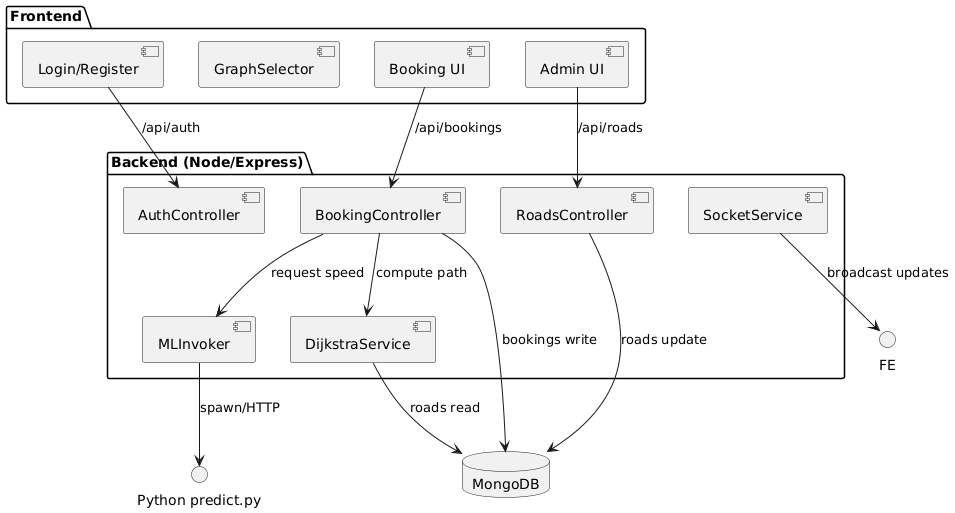 Frontend
Login/Register
GraphSelector
Booking UI
Admin UI
/api/auth
/api/bookings
/api/roads
Backend (Node/Express)
AuthController
BookingController
RoadsController
SocketService
request speed
compute path
broadcast updates
MLInvoker
DijkstraService
bookings write
roads update
FE
spawn/HTTP
roads read
MongoDB
Python predict.py